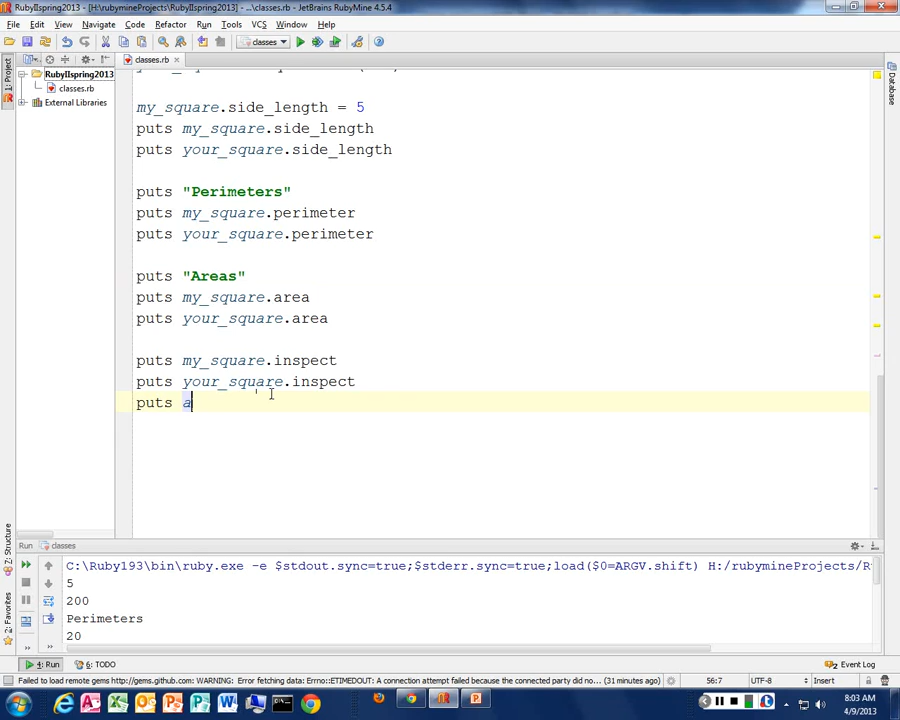 RubyIIspring2013 - [H:\rubymineProjects\RubyIIspring2013] - ...\classes.rb - JetBrains RubyMine 4.5.4
File Edit View Navigate Code Refactor Run Tools VCS Window Help
classes
1: Project
classes.rb
Database
RubyIIspring2013
classes.rb
External Libraries
my_square.side_length = 5
puts my_square.side_length
puts your_square.side_length
puts "Perimeters"
puts my_square.perimeter
puts your_square.perimeter
puts "Areas"
puts my_square.area
puts your_square.area
puts my_square.inspect
puts your_square.inspect
puts a
Z: Structure
2: Favorites
Run classes
C:\Ruby193\bin\ruby.exe -e $stdout.sync=true;$stderr.sync=true;load($0=ARGV.shift) H:/rubymineProjects/R
5
200
Perimeters
20
4: Run 6: TODO Event Log
Failed to load remote gems http://gems.github.com: WARNING: Error fetching data: Errno::ETIMEDOUT: A connection attempt failed because the connected party did no... (31 minutes ago) 56:7 UTF-8 Insert
8:03 AM
4/9/2013